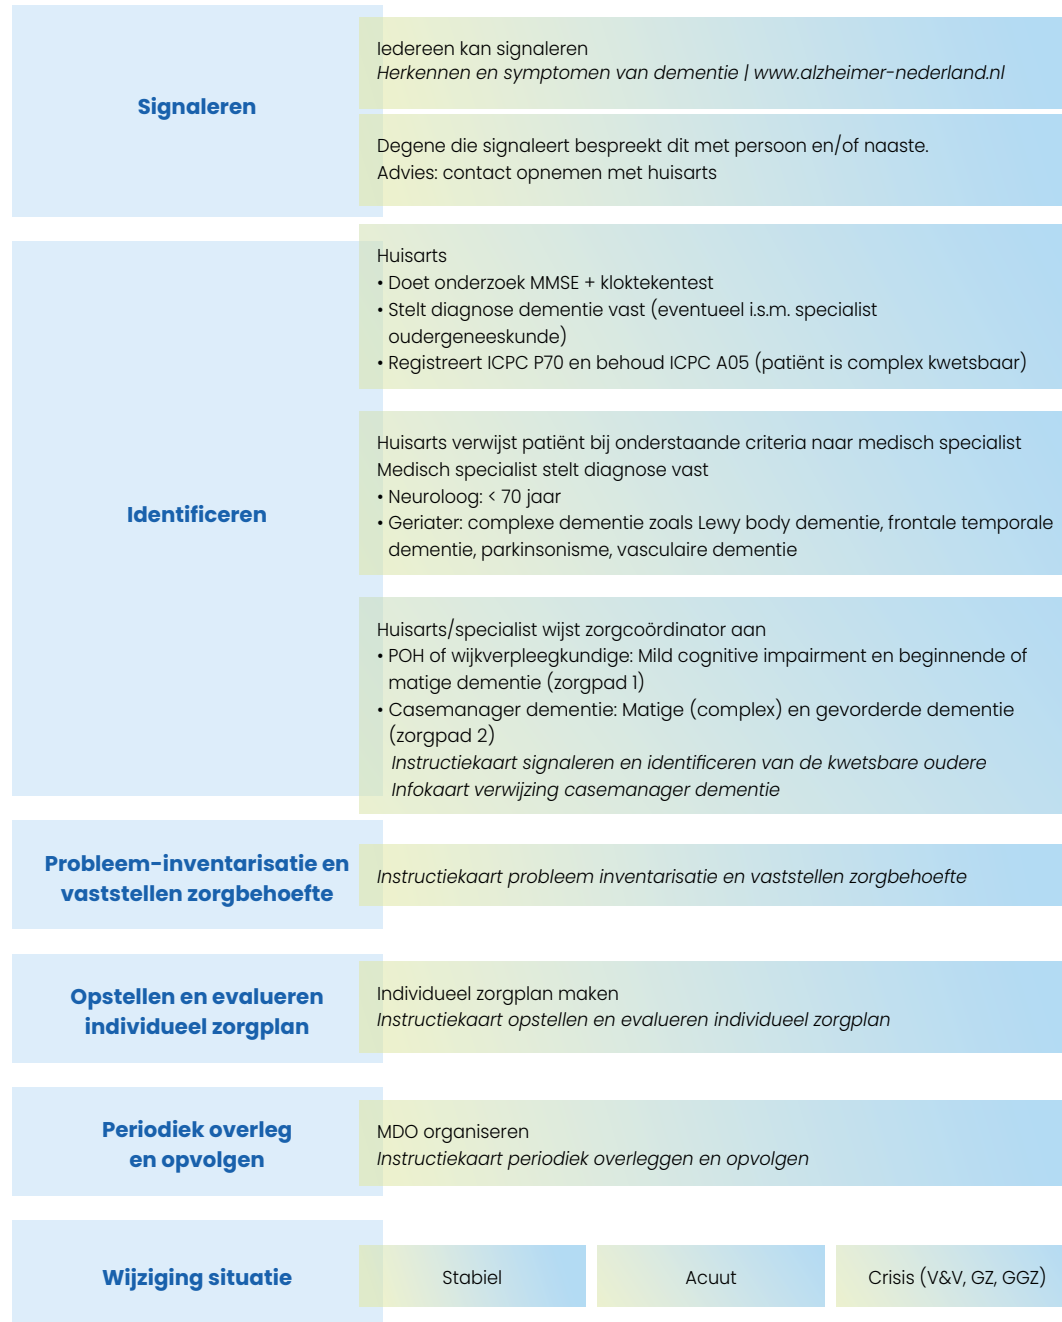 Signaleren
Iedereen kan signaleren
Herkennen en symptomen van dementie | www.alzheimer-nederland.nl
Degene die signaleert bespreekt dit met persoon en/of naaste.
Advies: contact opnemen met huisarts
Identificeren
Huisarts
• Doet onderzoek MMSE + kloktekentest
• Stelt diagnose dementie vast (eventueel i.s.m. specialist
oudergeneeskunde)
• Registreert ICPC P70 en behoud ICPC A05 (patiënt is complex kwetsbaar)
Huisarts verwijst patiënt bij onderstaande criteria naar medisch specialist
Medisch specialist stelt diagnose vast
• Neuroloog: < 70 jaar
• Geriater: complexe dementie zoals Lewy body dementie, frontale temporale
dementie, parkinsonisme, vasculaire dementie
Huisarts/specialist wijst zorgcoördinator aan
• POH of wijkverpleegkundige: Mild cognitive impairment en beginnende of
matige dementie (zorgpad 1)
• Casemanager dementie: Matige (complex) en gevorderde dementie
(zorgpad 2)
Instructiekaart signaleren en identificeren van de kwetsbare oudere
Infokaart verwijzing casemanager dementie
Probleem-inventarisatie en
vaststellen zorgbehoefte
Instructiekaart probleem inventarisatie en vaststellen zorgbehoefte
Opstellen en evalueren
individueel zorgplan
Individueel zorgplan maken
Instructiekaart opstellen en evalueren individueel zorgplan
Periodiek overleg
en opvolgen
MDO organiseren
Instructiekaart periodiek overleggen en opvolgen
Wijziging situatie
Stabiel
Acuut
Crisis (V&V, GZ, GGZ)